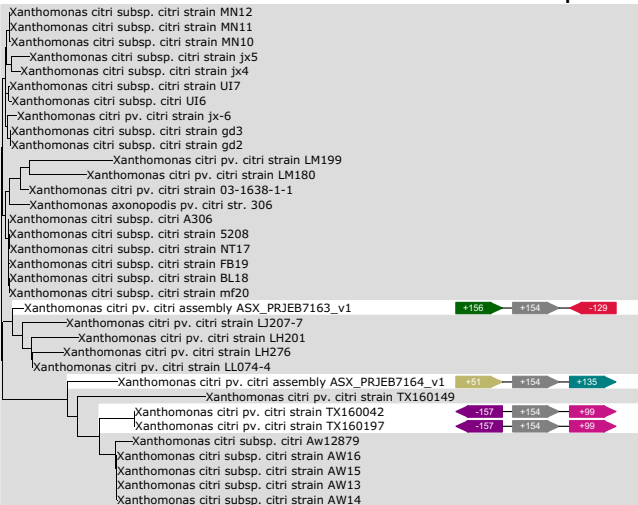 Xanthomonas citri subsp. citri strain MN12
Xanthomonas citri subsp. citri strain MN11
Xanthomonas citri subsp. citri strain MN10
Xanthomonas citri subsp. citri strain jx5
Xanthomonas citri subsp. citri strain jx4
Xanthomonas citri subsp. citri strain UI7
Xanthomonas citri subsp. citri UI6
Xanthomonas citri pv. citri strain jx-6
Xanthomonas citri subsp. citri strain gd3
Xanthomonas citri subsp. citri strain gd2
Xanthomonas citri pv. citri strain LM199
Xanthomonas citri pv. citri strain LM180
Xanthomonas citri pv. citri strain 03-1638-1-1
Xanthomonas axonopodis pv. citri str. 306
Xanthomonas citri subsp. citri A306
Xanthomonas citri subsp. citri strain 5208
Xanthomonas citri subsp. citri strain NT17
Xanthomonas citri subsp. citri strain FB19
Xanthomonas citri subsp. citri strain BL18
Xanthomonas citri subsp. citri strain mf20
Xanthomonas citri pv. citri assembly ASX_PRJEB7163_v1 +156 +154 -129
Xanthomonas citri pv. citri strain LJ207-7
Xanthomonas citri pv. citri strain LH201
Xanthomonas citri pv. citri strain LH276
Xanthomonas citri pv. citri strain LL074-4
Xanthomonas citri pv. citri assembly ASX_PRJEB7164_v1 +51 +154 +135
Xanthomonas citri pv. citri strain TX160149
Xanthomonas citri pv. citri strain TX160042 -157 +154 +99
Xanthomonas citri pv. citri strain TX160197 -157 +154 +99
Xanthomonas citri subsp. citri Aw12879
Xanthomonas citri subsp. citri strain AW16
Xanthomonas citri subsp. citri strain AW15
Xanthomonas citri subsp. citri strain AW13
Xanthomonas citri subsp. citri strain AW14